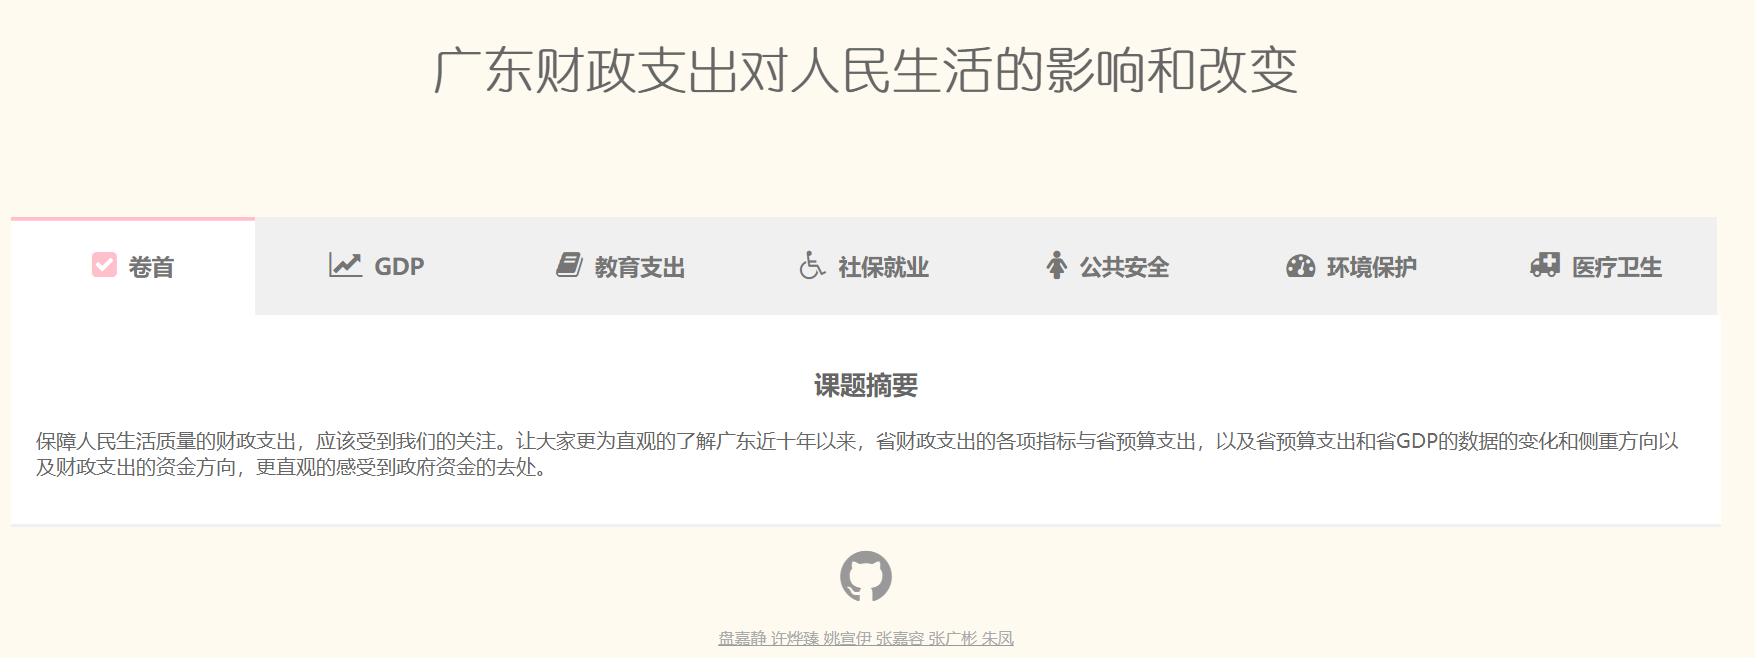 广东财政支出对人民生活的影响和改变
卷首 GDP 教育支出 社保就业 公共安全 环境保护 医疗卫生
课题摘要
保障人民生活质量的财政支出，应该受到我们的关注。让大家更为直观的了解广东近十年以来，省财政支出的各项指标与省预算支出，以及省预算支出和省GDP的数据的变化和侧重方向以
及财政支出的资金方向，更直观的感受到政府资金的去处。
盘嘉静 许烨臻 姚宣伊 张嘉容 张广彬 朱凤